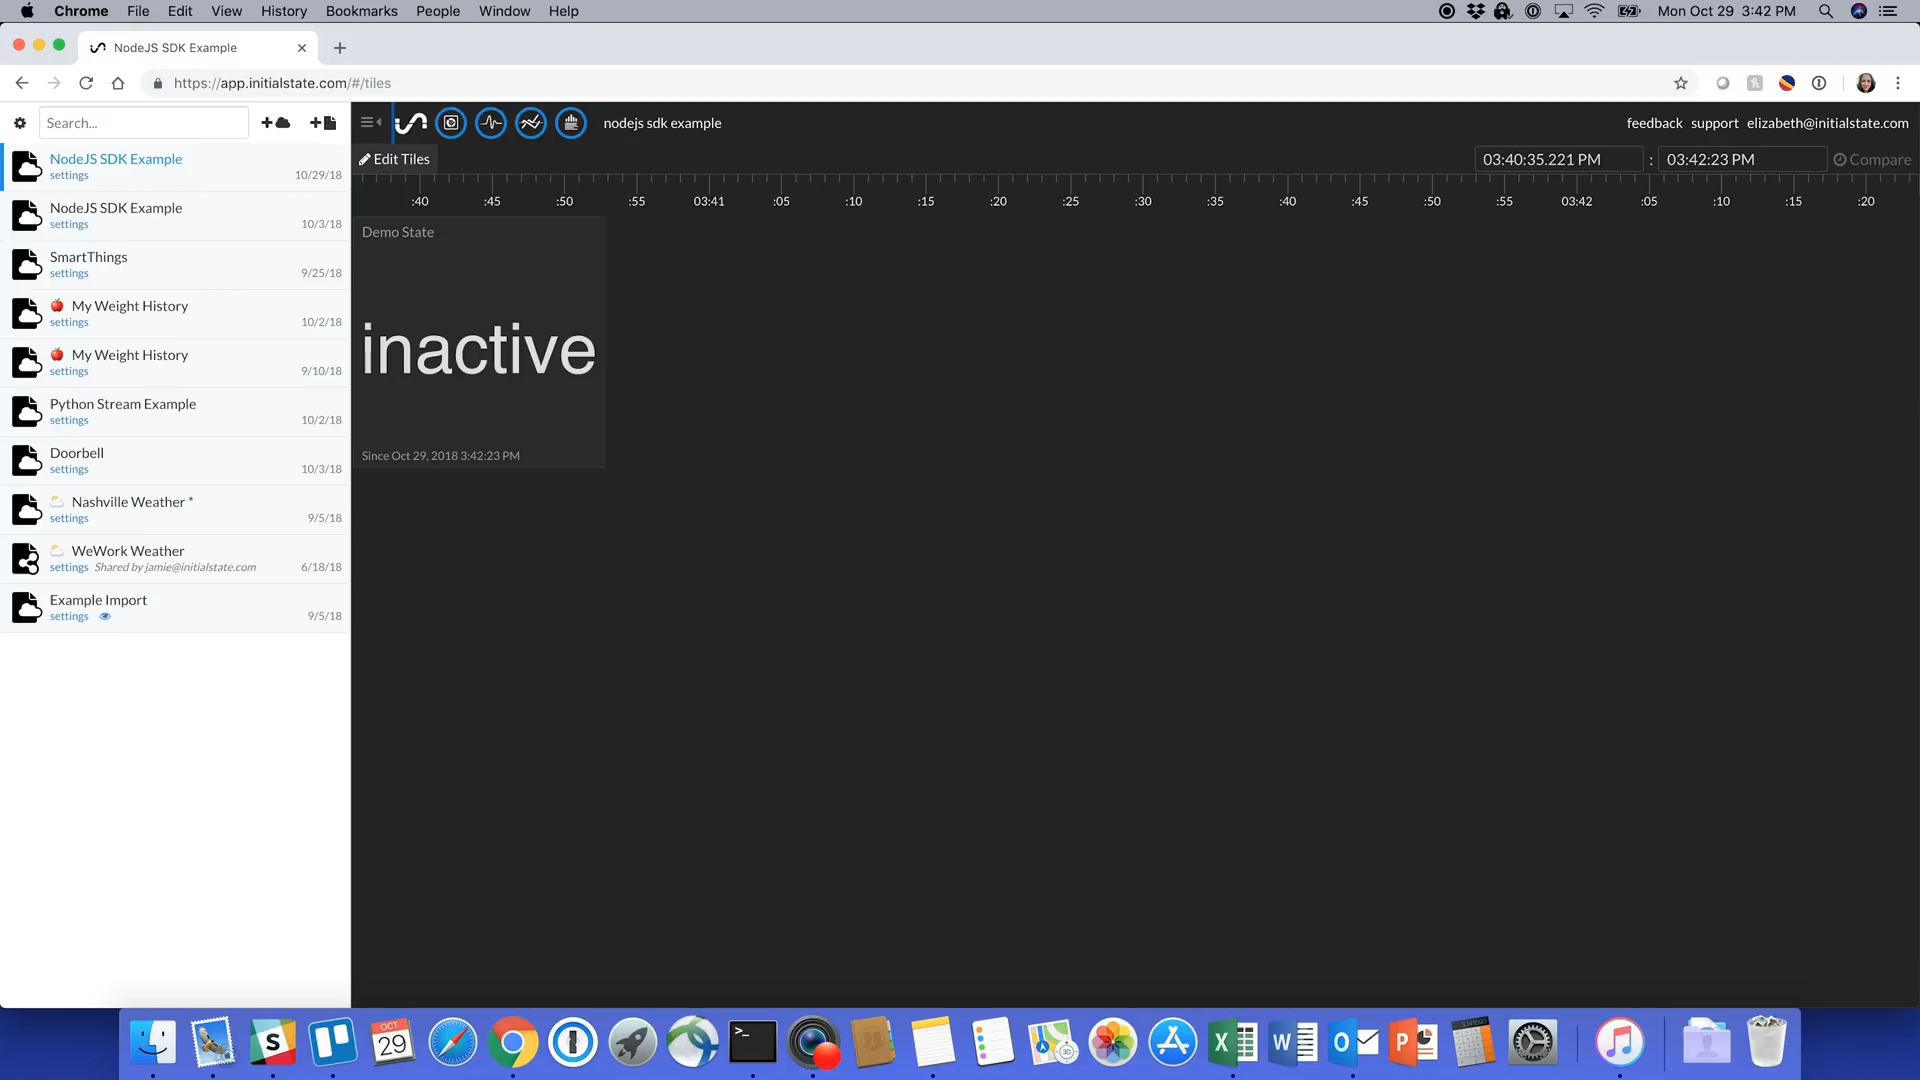 Chrome File Edit View History Bookmarks People Window Help Mon Oct 29 3:42 PM
NodeJS SDK Example
https://app.initialstate.com/#/tiles
Search...
nodejs sdk example
feedback support elizabeth@initialstate.com
Edit Tiles
03:40:35.221 PM : 03:42:23 PM Compare
:40 :45 :50 :55 03:41 :05 :10 :15 :20 :25 :30 :35 :40 :45 :50 :55 03:42 :05 :10 :15 :20
NodeJS SDK Example
settings 10/29/18
NodeJS SDK Example
settings 10/3/18
SmartThings
settings 9/25/18
My Weight History
settings 10/2/18
My Weight History
settings 9/10/18
Python Stream Example
settings 10/2/18
Doorbell
settings 10/3/18
Nashville Weather *
settings 9/5/18
WeWork Weather
settings Shared by jamie@initialstate.com 6/18/18
Example Import
settings 9/5/18
Demo State
inactive
Since Oct 29, 2018 3:42:23 PM
S
OCT
29
>_
3D
X
W
O
P